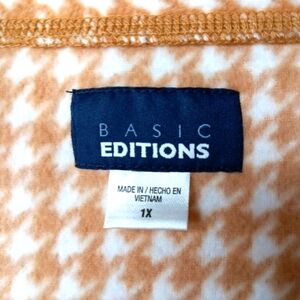 BASIC
EDITIONS
MADE IN / HECHO EN
VIETNAM
1X